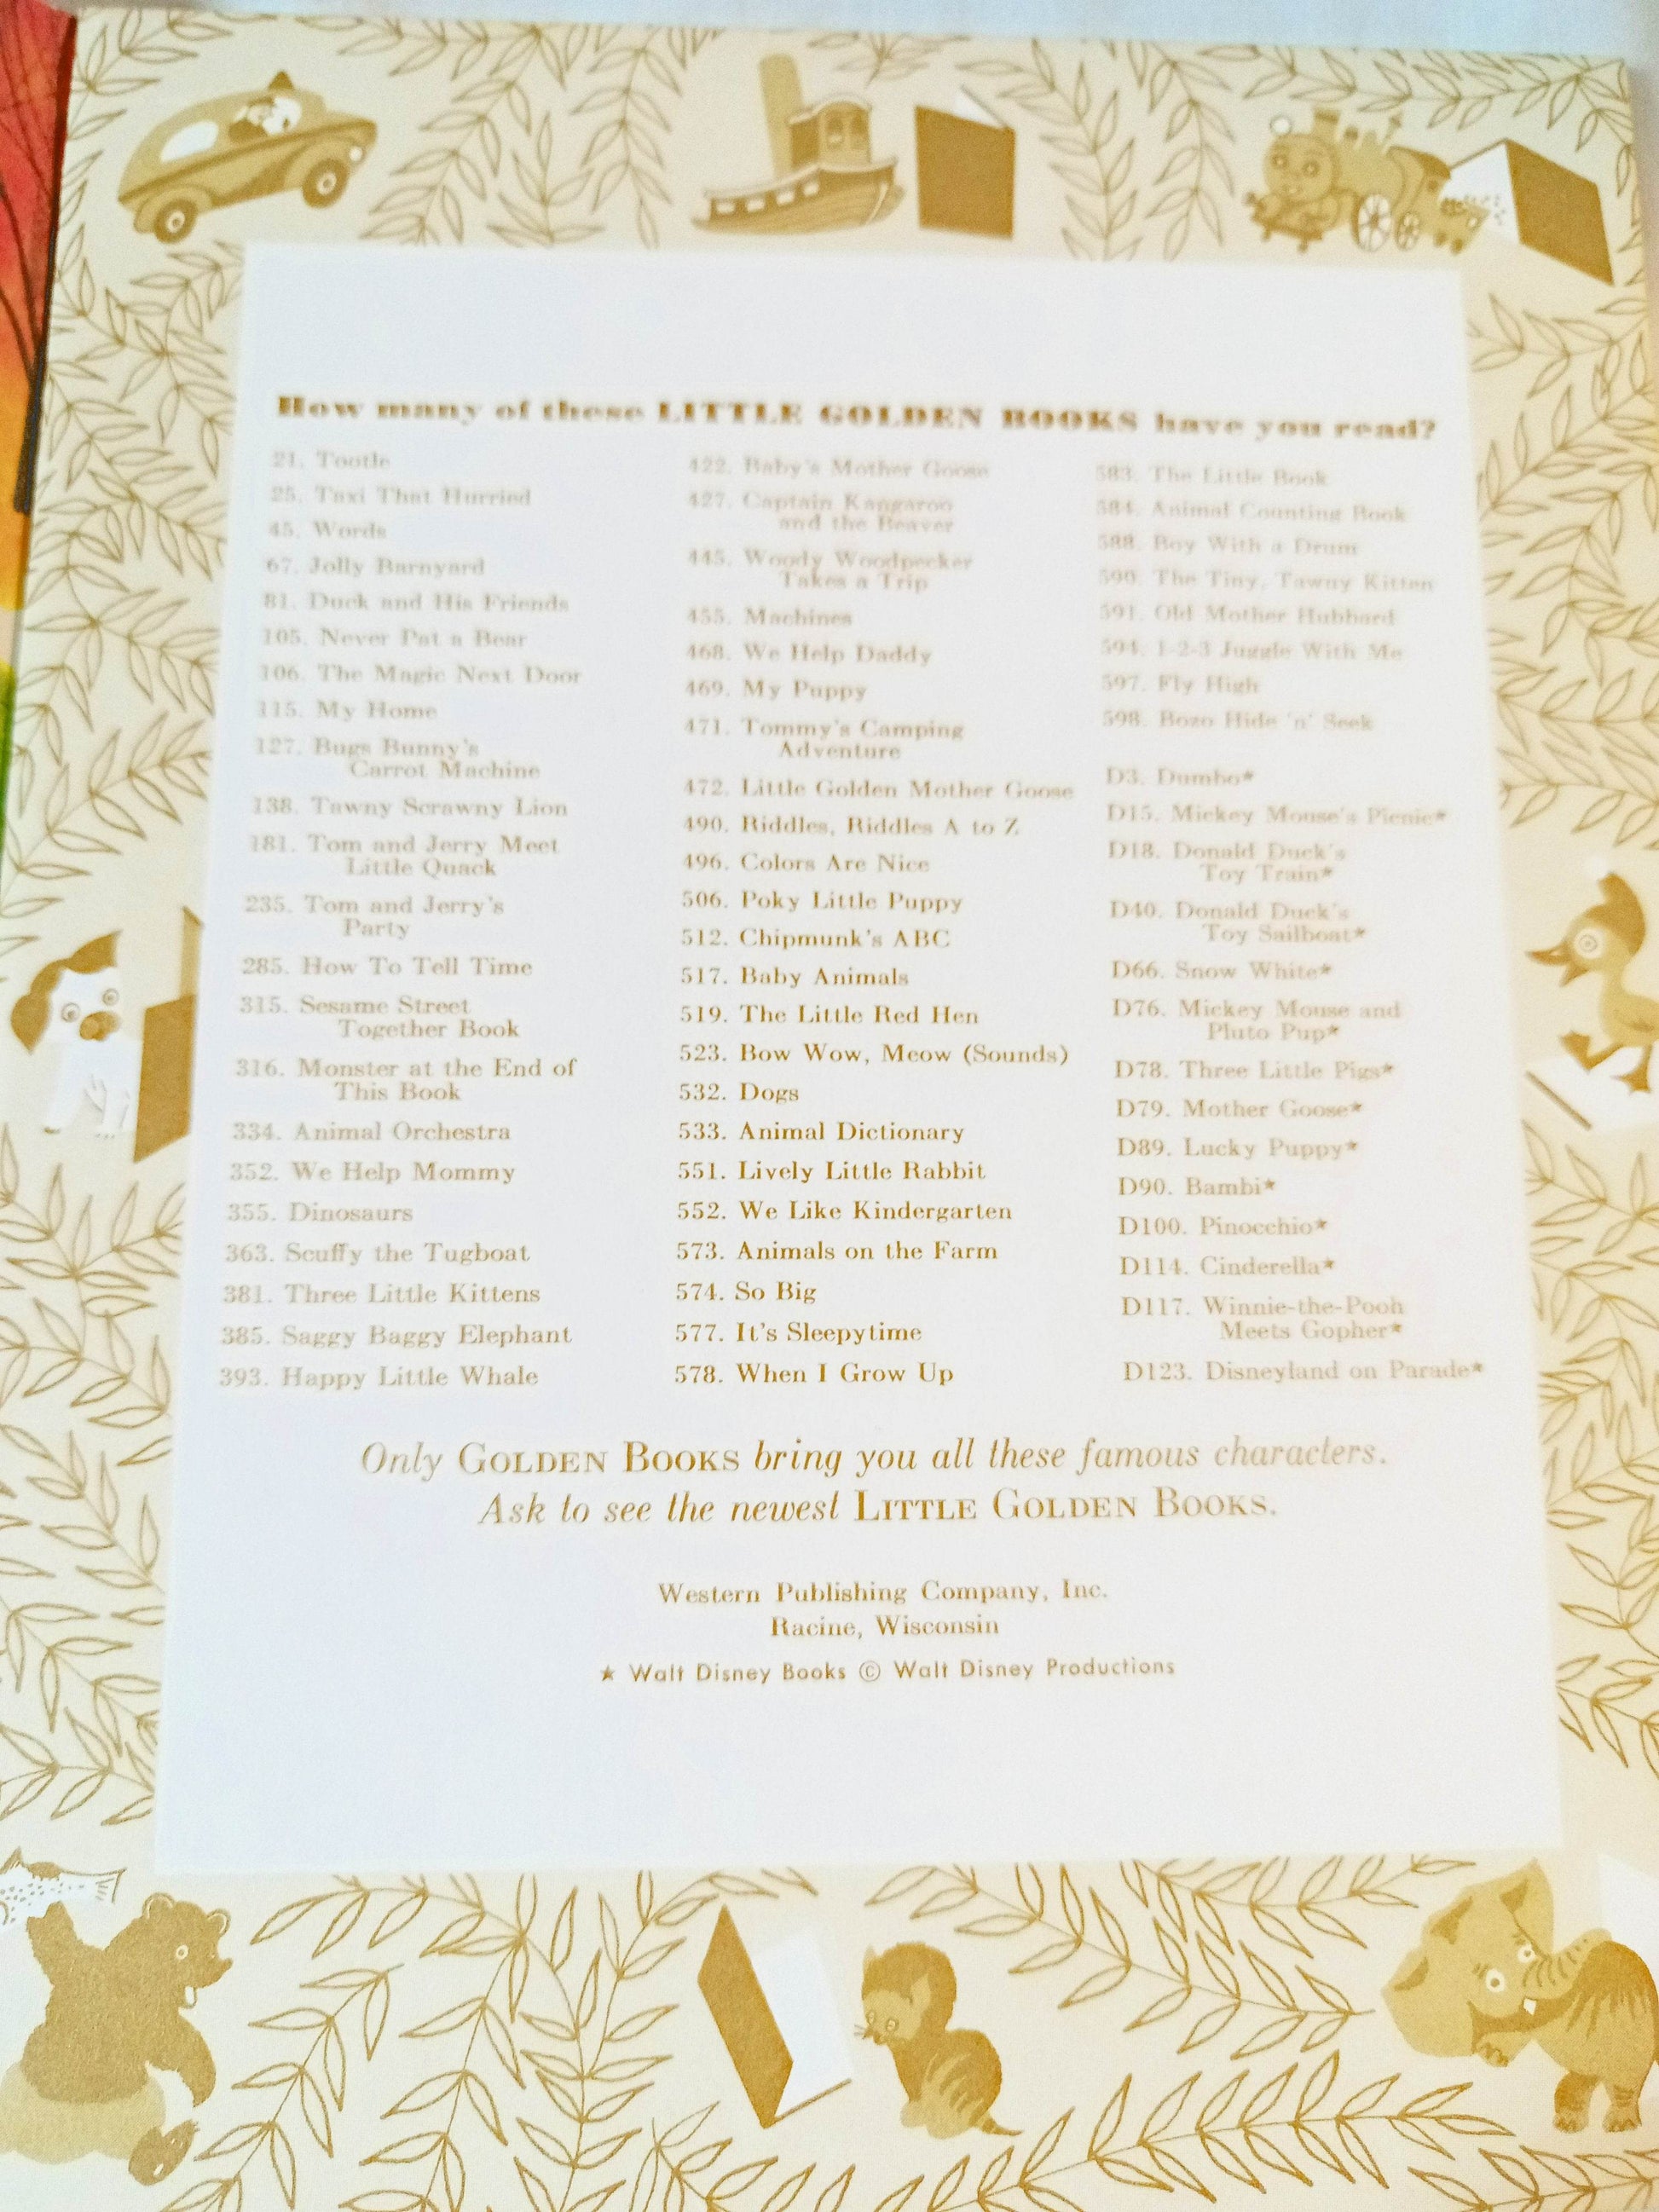 How many of these LITTLE GOLDEN BOOKS have you read?
21. Tootle
25. Taxi That Hurried
45. Words
67. Jolly Barnyard
81. Duck and His Friends
105. Never Pat a Bear
106. The Magic Next Door
115. My Home
127. Bugs Bunny's
Carrot Machine
138. Tawny Scrawny Lion
181. Tom and Jerry Meet
Little Quack
235. Tom and Jerry's
Party
285. How To Tell Time
315. Sesame Street
Together Book
316. Monster at the End of
This Book
334. Animal Orchestra
352. We Help Mommy
355. Dinosaurs
363. Scuffy the Tugboat
381. Three Little Kittens
385. Saggy Baggy Elephant
393. Happy Little Whale
422. Baby's Mother Goose
427. Captain Kangaroo
and the Beaver
445. Woody Woodpecker
Takes a Trip
455. Machines
468. We Help Daddy
469. My Puppy
471. Tommy's Camping
Adventure
472. Little Golden Mother Goose
490. Riddles, Riddles A to Z
496. Colors Are Nice
506. Poky Little Puppy
512. Chipmunk's ABC
517. Baby Animals
519. The Little Red Hen
523. Bow Wow, Meow (Sounds)
532. Dogs
533. Animal Dictionary
551. Lively Little Rabbit
552. We Like Kindergarten
573. Animals on the Farm
574. So Big
577. It's Sleepytime
578. When I Grow Up
583. The Little Book
584. Animal Counting Book
588. Boy With a Drum
590. The Tiny, Tawny Kitten
591. Old Mother Hubbard
594. 1-2-3 Juggle With Me
597. Fly High
598. Bozo Hide 'n' Seek
D3. Dumbo★
D15. Mickey Mouse's Picnic★
D18. Donald Duck's
Toy Train★
D40. Donald Duck's
Toy Sailboat★
D66. Snow White★
D76. Mickey Mouse and
Pluto Pup★
D78. Three Little Pigs★
D79. Mother Goose★
D89. Lucky Puppy★
D90. Bambi★
D100. Pinocchio★
D114. Cinderella★
D117. Winnie-the-Pooh
Meets Gopher★
D123. Disneyland on Parade★
Only GOLDEN BOOKS bring you all these famous characters.
Ask to see the newest LITTLE GOLDEN BOOKS.
Western Publishing Company, Inc.
Racine, Wisconsin
★ Walt Disney Books © Walt Disney Productions